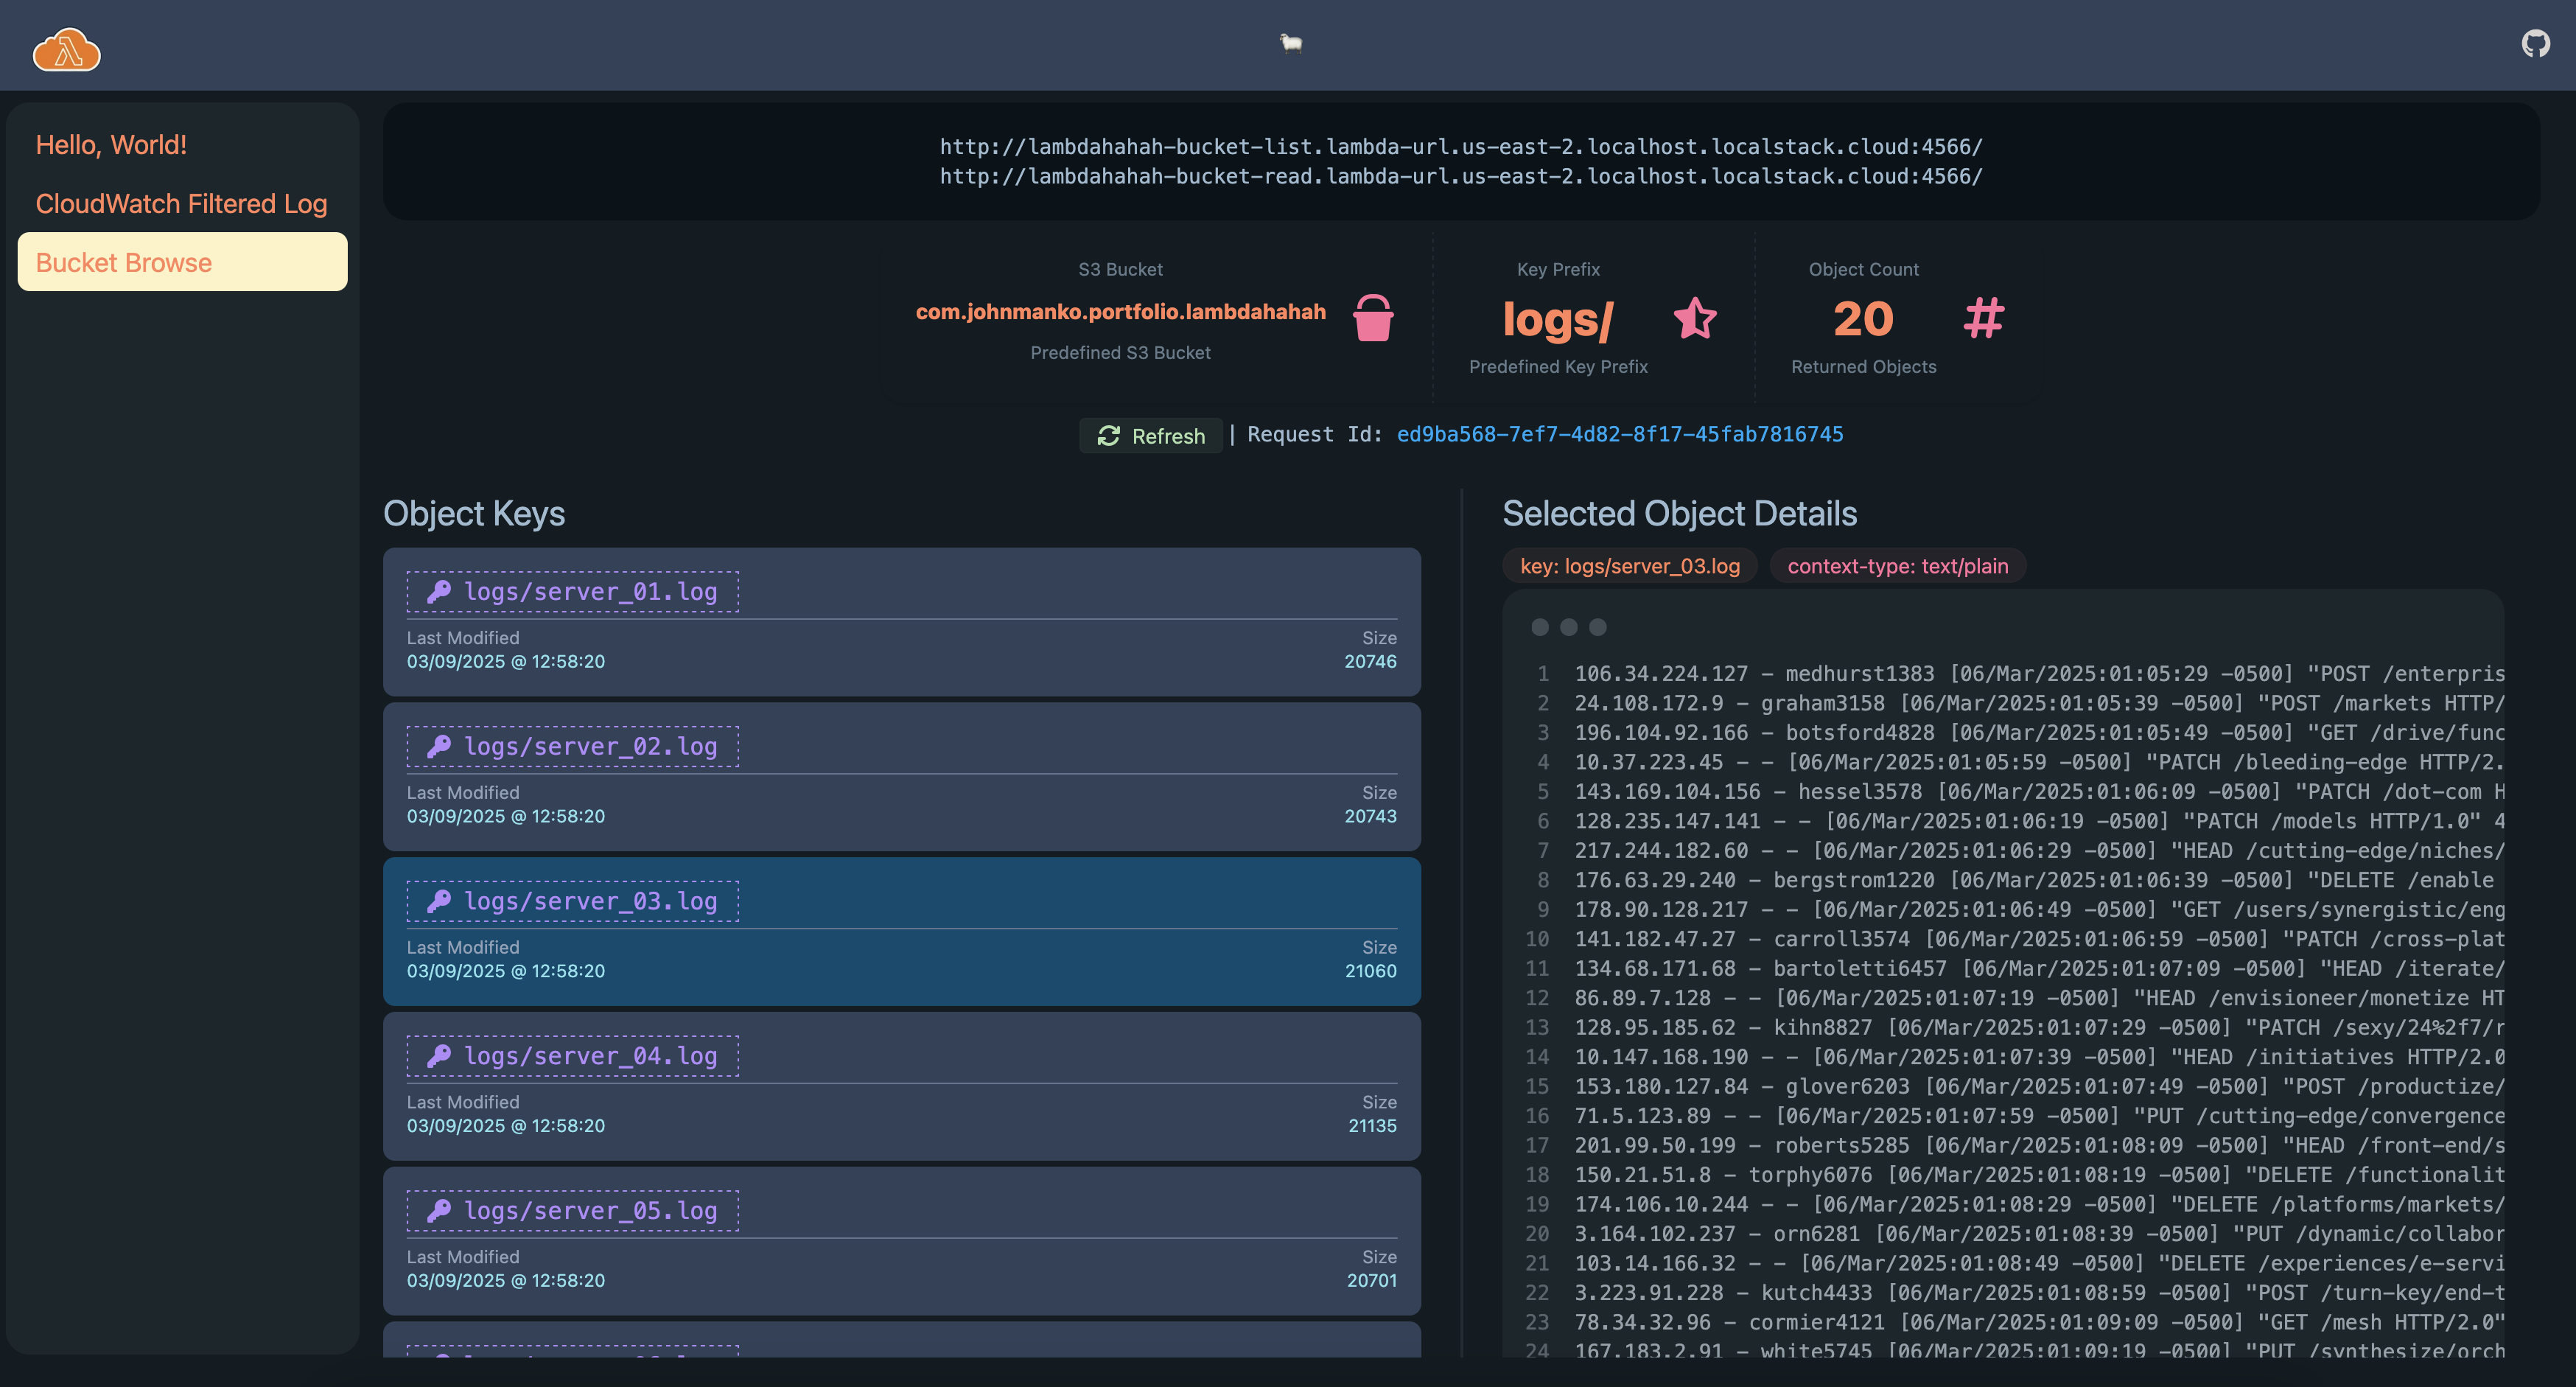 Hello, World!
CloudWatch Filtered Log
Bucket Browse
http://lambdahahah-bucket-list.lambda-url.us-east-2.localhost.localstack.cloud:4566/
http://lambdahahah-bucket-read.lambda-url.us-east-2.localhost.localstack.cloud:4566/
S3 Bucket
com.johnmanko.portfolio.lambdahahah
Predefined S3 Bucket
Key Prefix
logs/
Predefined Key Prefix
Object Count
20
#
Returned Objects
Refresh | Request Id: ed9ba568-7ef7-4d82-8f17-45fab7816745
Object Keys
logs/server_01.log
Last Modified Size
03/09/2025 @ 12:58:20 20746
logs/server_02.log
Last Modified Size
03/09/2025 @ 12:58:20 20743
logs/server_03.log
Last Modified Size
03/09/2025 @ 12:58:20 21060
logs/server_04.log
Last Modified Size
03/09/2025 @ 12:58:20 21135
logs/server_05.log
Last Modified Size
03/09/2025 @ 12:58:20 20701
Selected Object Details
key: logs/server_03.log context-type: text/plain
1 106.34.224.127 - medhurst1383 [06/Mar/2025:01:05:29 -0500] "POST /enterpris
2 24.108.172.9 - graham3158 [06/Mar/2025:01:05:39 -0500] "POST /markets HTTP/
3 196.104.92.166 - botsford4828 [06/Mar/2025:01:05:49 -0500] "GET /drive/func
4 10.37.223.45 - - [06/Mar/2025:01:05:59 -0500] "PATCH /bleeding-edge HTTP/2.
5 143.169.104.156 - hessel3578 [06/Mar/2025:01:06:09 -0500] "PATCH /dot-com H
6 128.235.147.141 - - [06/Mar/2025:01:06:19 -0500] "PATCH /models HTTP/1.0" 4
7 217.244.182.60 - - [06/Mar/2025:01:06:29 -0500] "HEAD /cutting-edge/niches/
8 176.63.29.240 - bergstrom1220 [06/Mar/2025:01:06:39 -0500] "DELETE /enable
9 178.90.128.217 - - [06/Mar/2025:01:06:49 -0500] "GET /users/synergistic/eng
10 141.182.47.27 - carroll3574 [06/Mar/2025:01:06:59 -0500] "PATCH /cross-plat
11 134.68.171.68 - bartoletti6457 [06/Mar/2025:01:07:09 -0500] "HEAD /iterate/
12 86.89.7.128 - - [06/Mar/2025:01:07:19 -0500] "HEAD /envisioneer/monetize HT
13 128.95.185.62 - kihn8827 [06/Mar/2025:01:07:29 -0500] "PATCH /sexy/24%2f7/r
14 10.147.168.190 - - [06/Mar/2025:01:07:39 -0500] "HEAD /initiatives HTTP/2.0
15 153.180.127.84 - glover6203 [06/Mar/2025:01:07:49 -0500] "POST /productize/
16 71.5.123.89 - - [06/Mar/2025:01:07:59 -0500] "PUT /cutting-edge/convergence
17 201.99.50.199 - roberts5285 [06/Mar/2025:01:08:09 -0500] "HEAD /front-end/s
18 150.21.51.8 - torphy6076 [06/Mar/2025:01:08:19 -0500] "DELETE /functionalit
19 174.106.10.244 - - [06/Mar/2025:01:08:29 -0500] "DELETE /platforms/markets/
20 3.164.102.237 - orn6281 [06/Mar/2025:01:08:39 -0500] "PUT /dynamic/collabor
21 103.14.166.32 - - [06/Mar/2025:01:08:49 -0500] "DELETE /experiences/e-servi
22 3.223.91.228 - kutch4433 [06/Mar/2025:01:08:59 -0500] "POST /turn-key/end-t
23 78.34.32.96 - cormier4121 [06/Mar/2025:01:09:09 -0500] "GET /mesh HTTP/2.0"
24 167.183.2.91 - white5745 [06/Mar/2025:01:09:19 -0500] "PUT /synthesize/orch